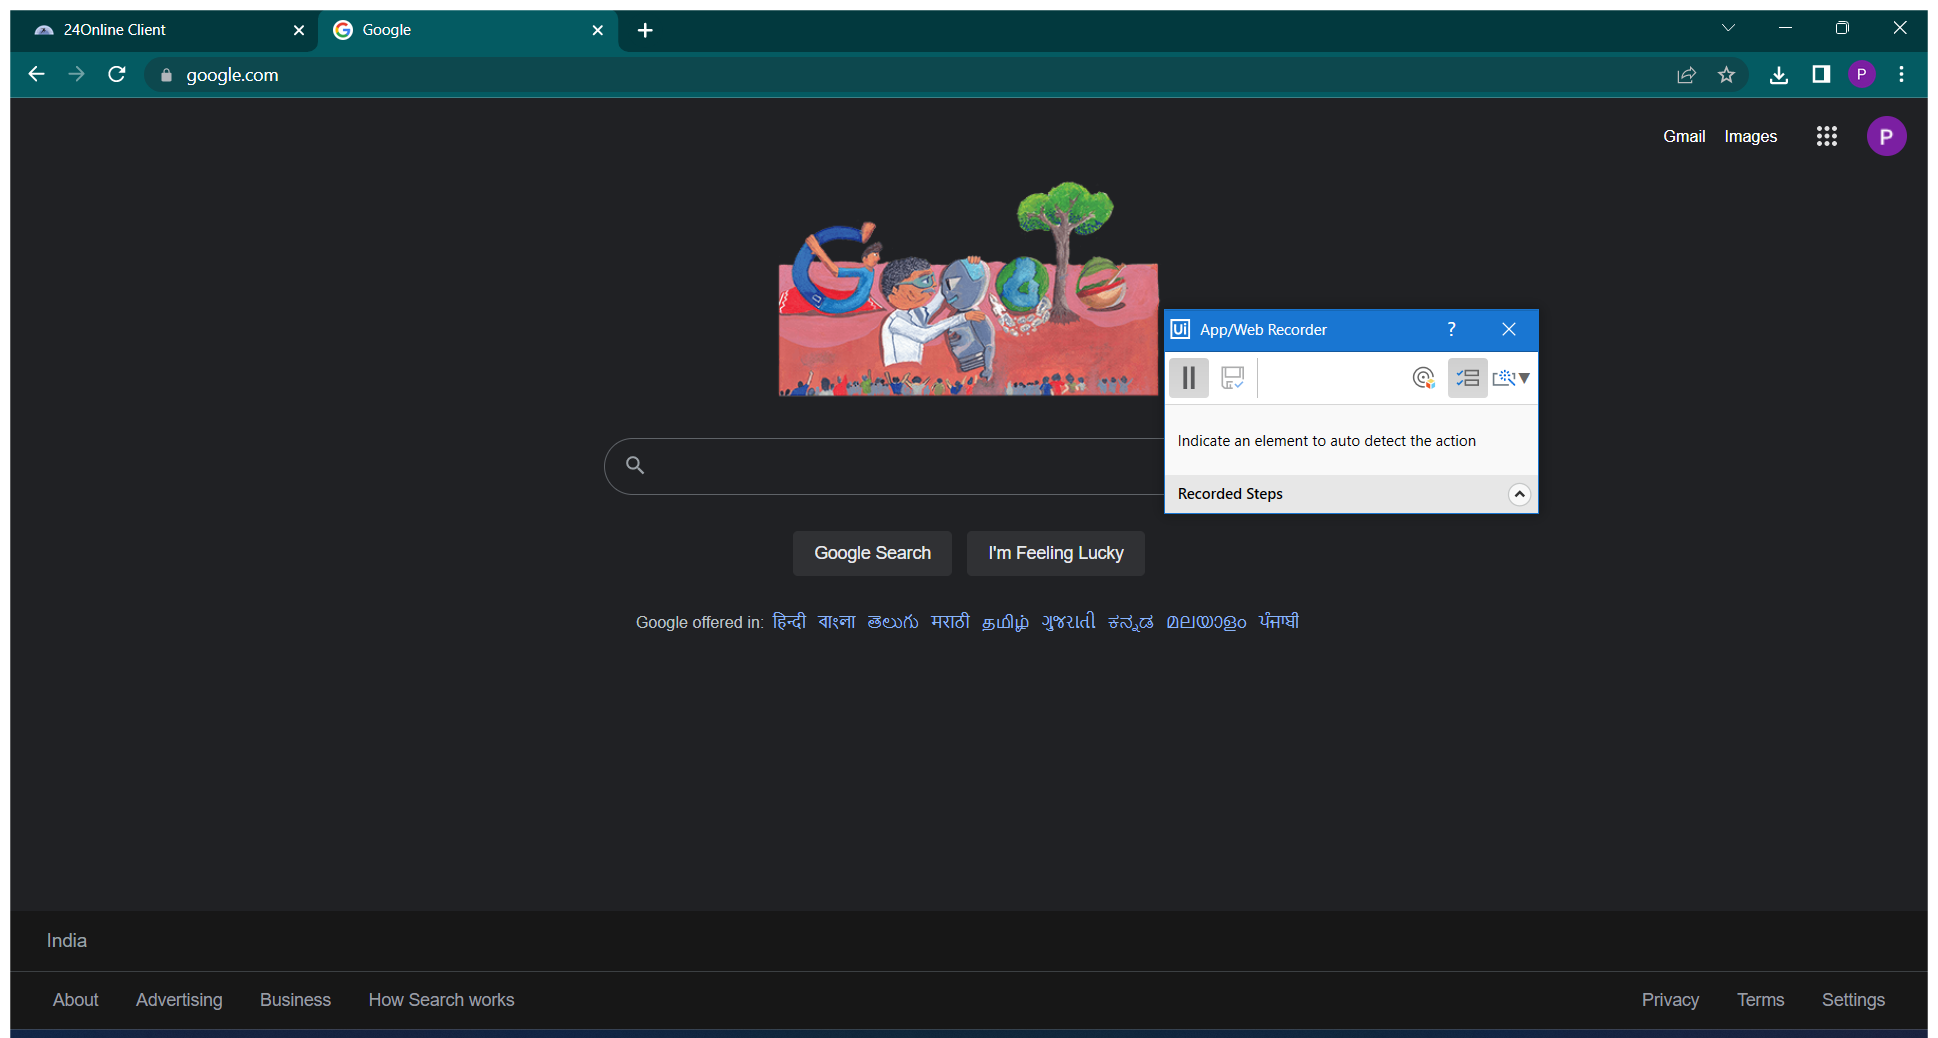 24Online Client
Google
google.com
P
Gmail Images
P
Ui App/Web Recorder ?
Indicate an element to auto detect the action
Recorded Steps
Google Search I'm Feeling Lucky
Google offered in: हिन्दी বাংলা తెలుగు मराठी தமிழ் ગુજરાતી ಕನ್ನಡ മലയാളം ਪੰਜਾਬੀ
India
About Advertising Business How Search works Privacy Terms Settings